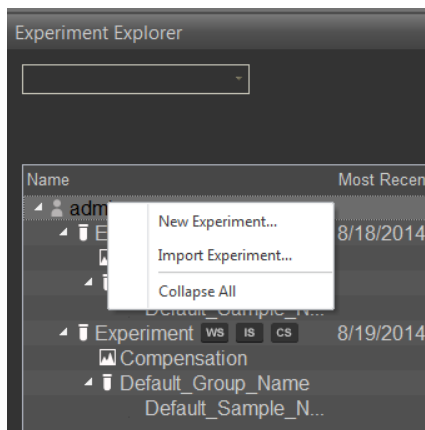 Experiment Explorer
Name Most Recen
adm
New Experiment...
E 8/18/2014
Import Experiment...
Collapse All
Default_Sample_N...
Experiment WS IS CS 8/19/2014
Compensation
Default_Group_Name
Default_Sample_N...